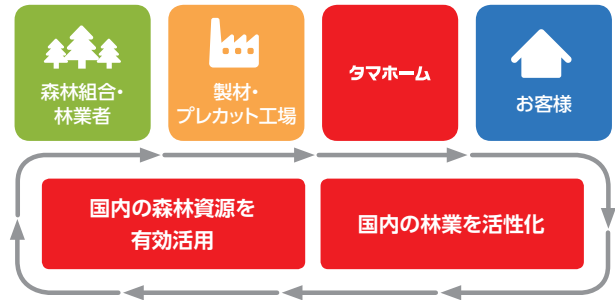 森林組合・
林業者
製材・
プレカット工場
タマホーム
お客様
国内の森林資源を
有効活用
国内の林業を活性化